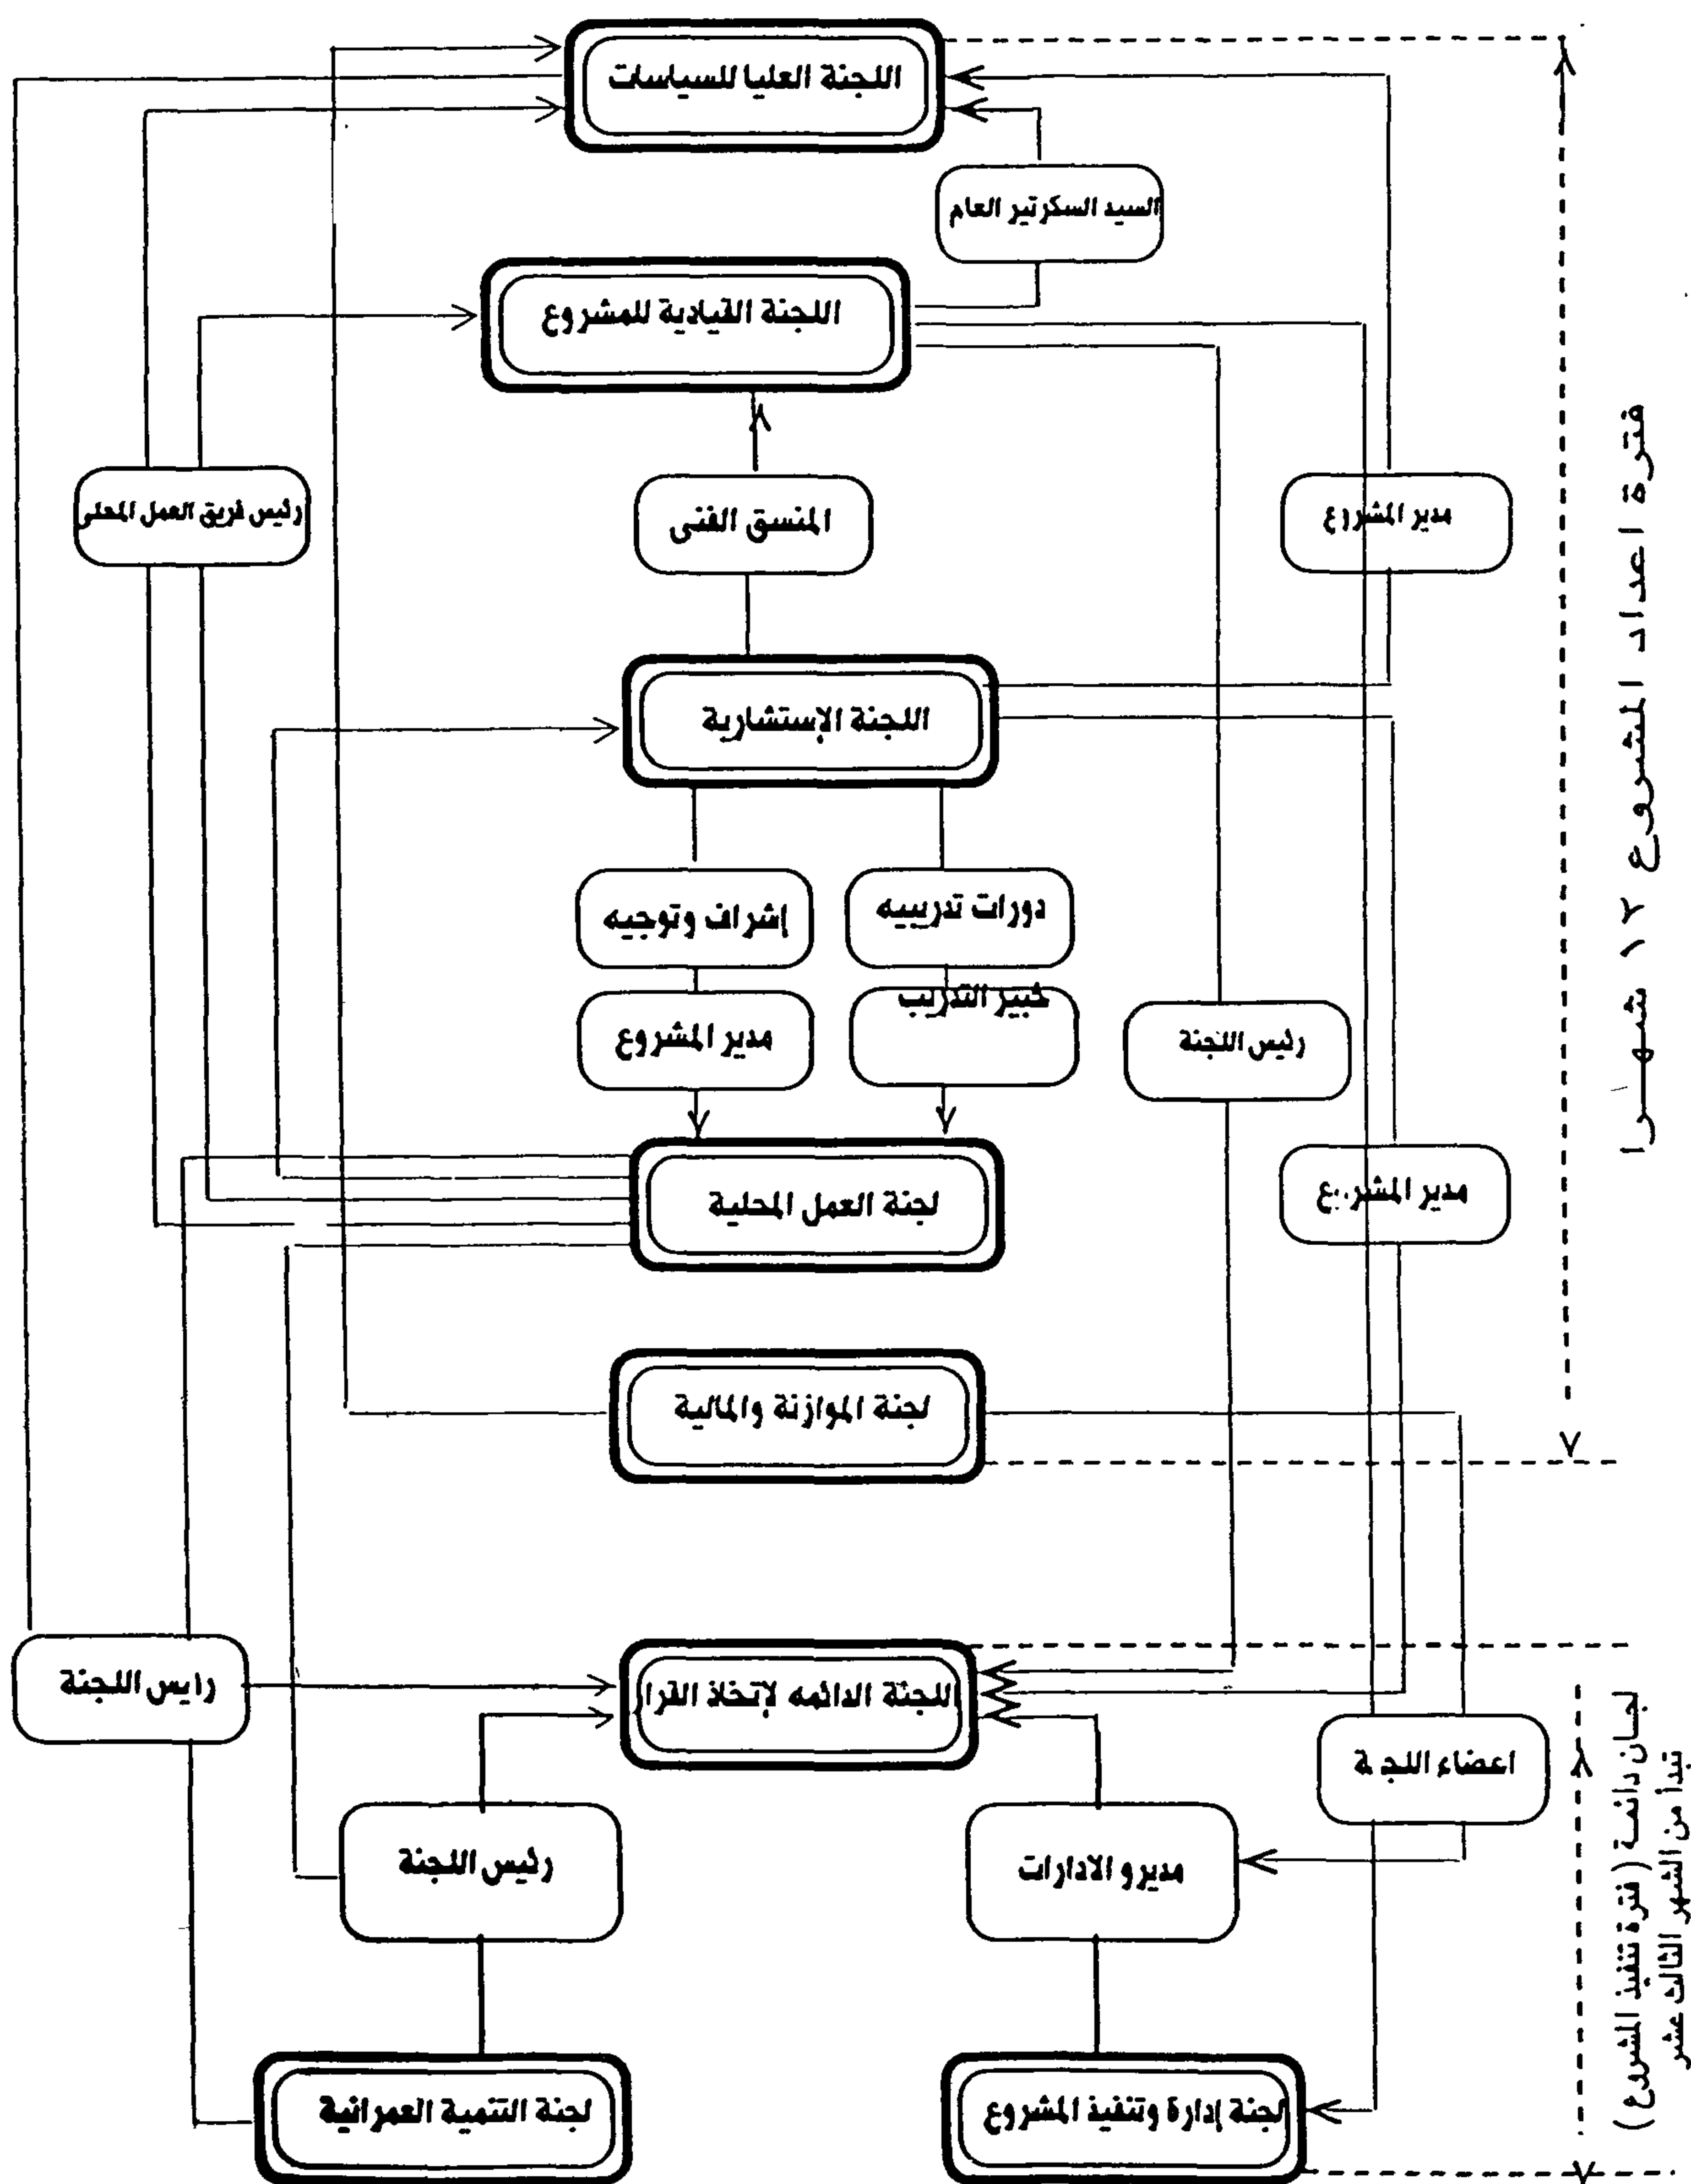 اللجنة العليا للسياسات
السيد السكرتير العام
اللجنة القيادية للمشروع
رئيس فريق العمل المحلى
المنسق الفنى
مدير المشروع
اللجنة الإستشارية
دورات تدريبيه
إشراف وتوجيه
خبير التدريب
مدير المشروع
رئيس اللجنة
لجنة العمل المحلية
مدير المشروع
لجنة الموازنة والمالية
فترة اعداد المشروع ١٢ شهرا
رايس اللجنة
اللجنة الدائمه لإتخاذ القرار
اعضاء اللجنة
رئيس اللجنة
مديرو الادارات
لجنة التنمية العمرانية
لجنة إدارة وتنفيذ المشروع
لجان دائمة (فترة تنفيذ المشروع)
تبدأ من الشهر الثالث عشر